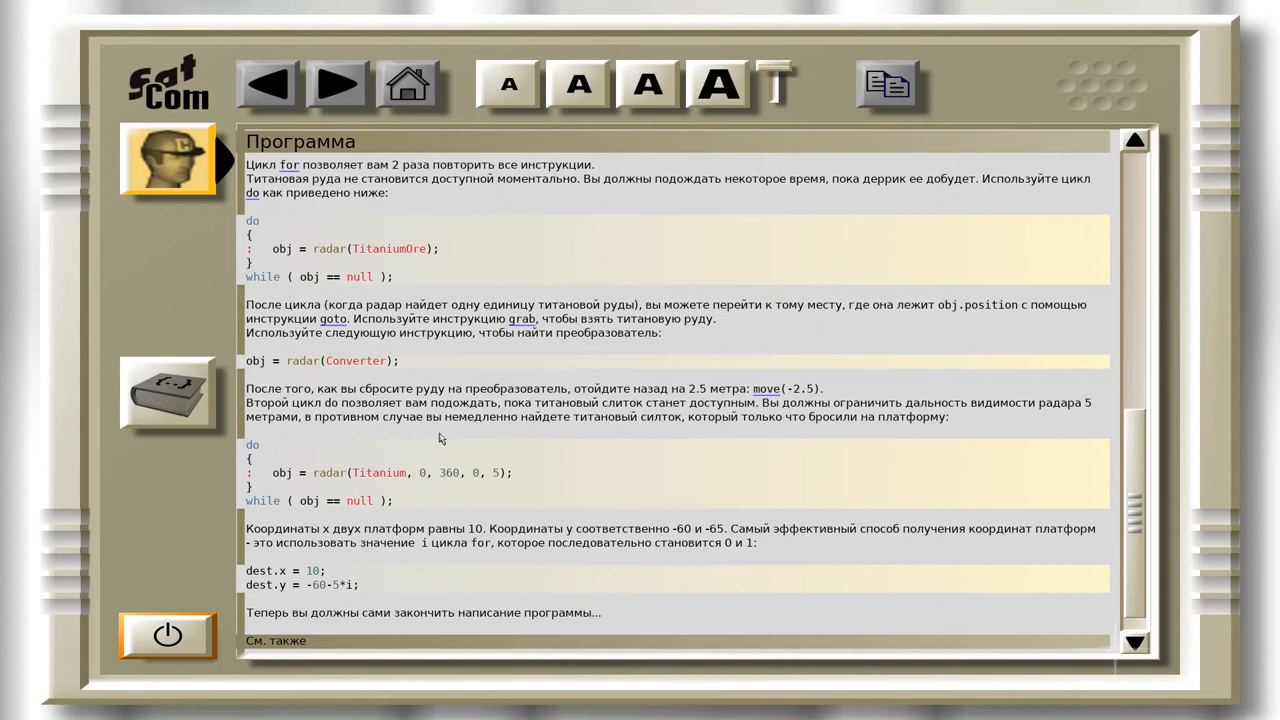 Sat
Com
A A A A
Программа
Цикл for позволяет вам 2 раза повторить все инструкции.
Титановая руда не становится доступной моментально. Вы должны подождать некоторое время, пока деррик ее добудет. Используйте цикл
do как приведено ниже:
do
{
:   obj = radar(TitaniumOre);
}
while ( obj == null );
После цикла (когда радар найдет одну единицу титановой руды), вы можете перейти к тому месту, где она лежит obj.position с помощью
инструкции goto. Используйте инструкцию grab, чтобы взять титановую руду.
Используйте следующую инструкцию, чтобы найти преобразователь:
obj = radar(Converter);
После того, как вы сбросите руду на преобразователь, отойдите назад на 2.5 метра: move(-2.5).
Второй цикл do позволяет вам подождать, пока титановый слиток станет доступным. Вы должны ограничить дальность видимости радара 5
метрами, в противном случае вы немедленно найдете титановый силток, который только что бросили на платформу:
do
{
:   obj = radar(Titanium, 0, 360, 0, 5);
}
while ( obj == null );
Координаты x двух платформ равны 10. Координаты y соответственно -60 и -65. Самый эффективный способ получения координат платформ
- это использовать значение i цикла for, которое последовательно становится 0 и 1:
dest.x = 10;
dest.y = -60-5*i;
Теперь вы должны сами закончить написание программы...
См. также